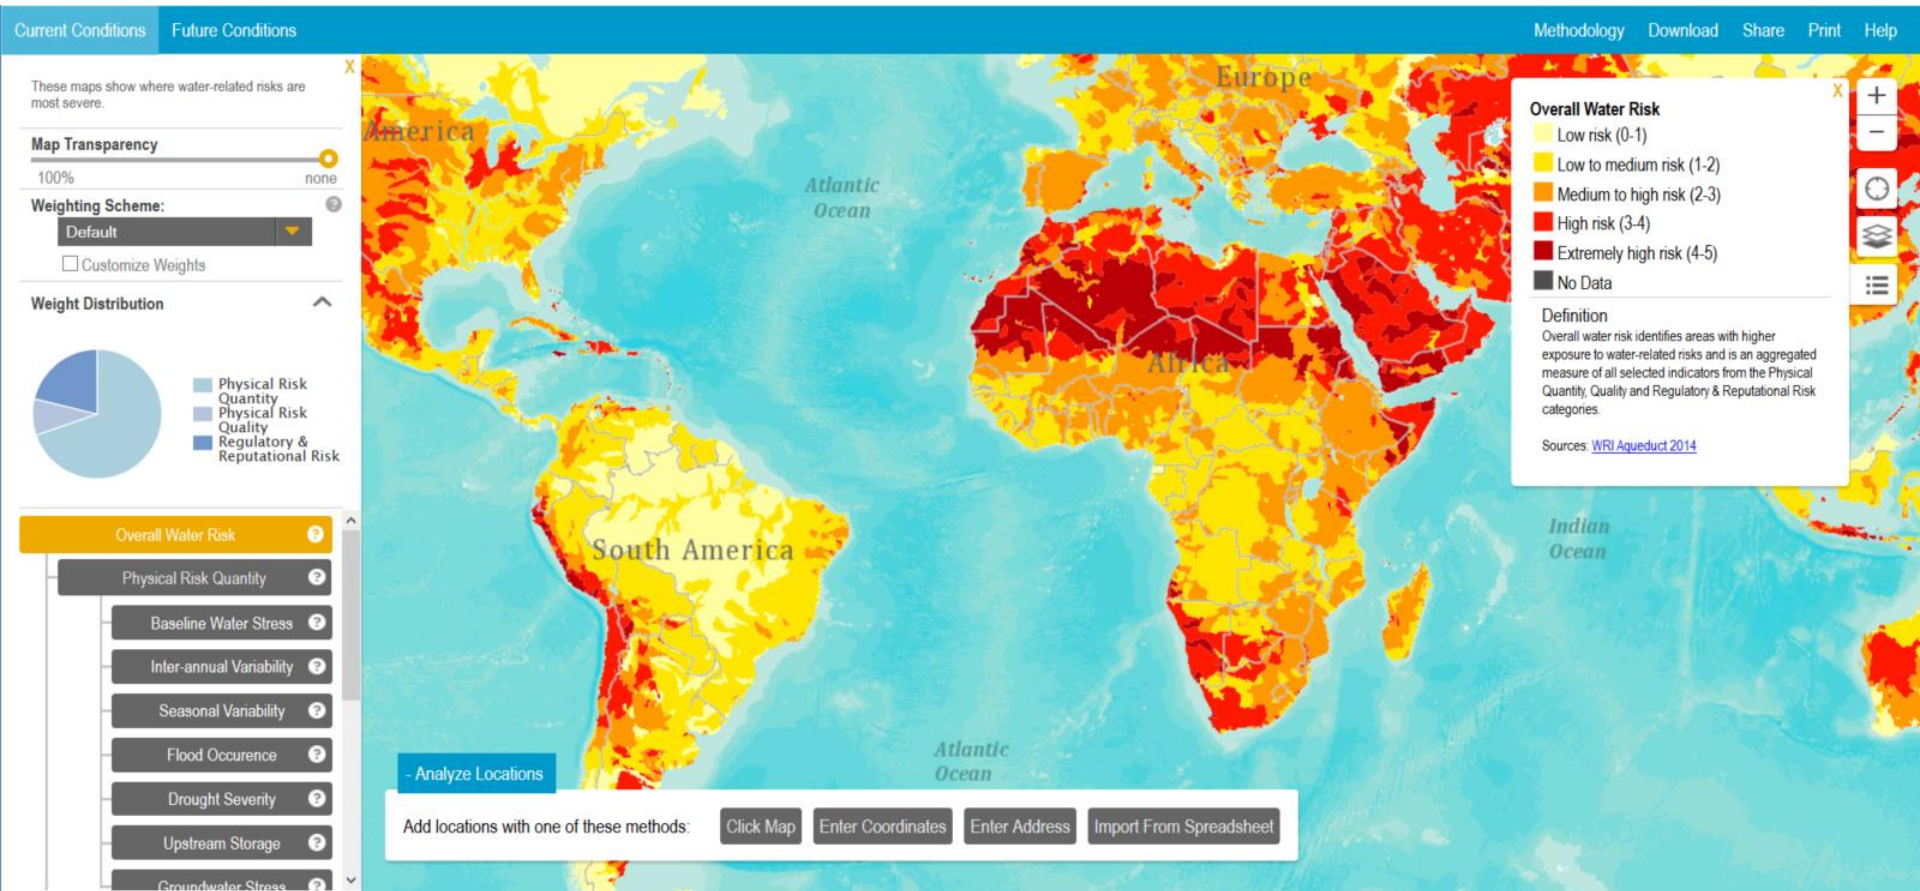 Current Conditions
Future Conditions
Methodology
Download
Share
Print
Help
X
These maps show where water-related risks are
most severe.
Map Transparency
100%
none
Weighting Scheme:
?
Default
Customize Weights
Weight Distribution
Physical Risk
Quantity
Physical Risk
Quality
Regulatory &
Reputational Risk
Overall Water Risk
?
Physical Risk Quantity
?
Baseline Water Stress
?
Inter-annual Variability
?
Seasonal Variability
?
Flood Occurence
?
Drought Severity
?
Upstream Storage
?
Groundwater Stress
?
America
Europe
Atlantic
Ocean
Africa
South America
Indian
Ocean
Atlantic
Ocean
X
Overall Water Risk
Low risk (0-1)
Low to medium risk (1-2)
Medium to high risk (2-3)
High risk (3-4)
Extremely high risk (4-5)
No Data
Definition
Overall water risk identifies areas with higher
exposure to water-related risks and is an aggregated
measure of all selected indicators from the Physical
Quantity, Quality and Regulatory & Reputational Risk
categories.
Sources: WRI Aqueduct 2014
+
−
- Analyze Locations
Add locations with one of these methods:
Click Map
Enter Coordinates
Enter Address
Import From Spreadsheet